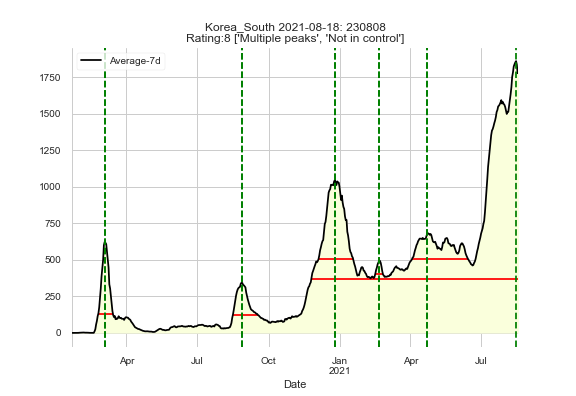 Korea_South 2021-08-18: 230808
Rating:8 ['Multiple peaks', 'Not in control']
Average-7d
1750
1500
1250
1000
750
500
250
0
Apr
Jul
Oct
Jan
2021
Apr
Jul
Date